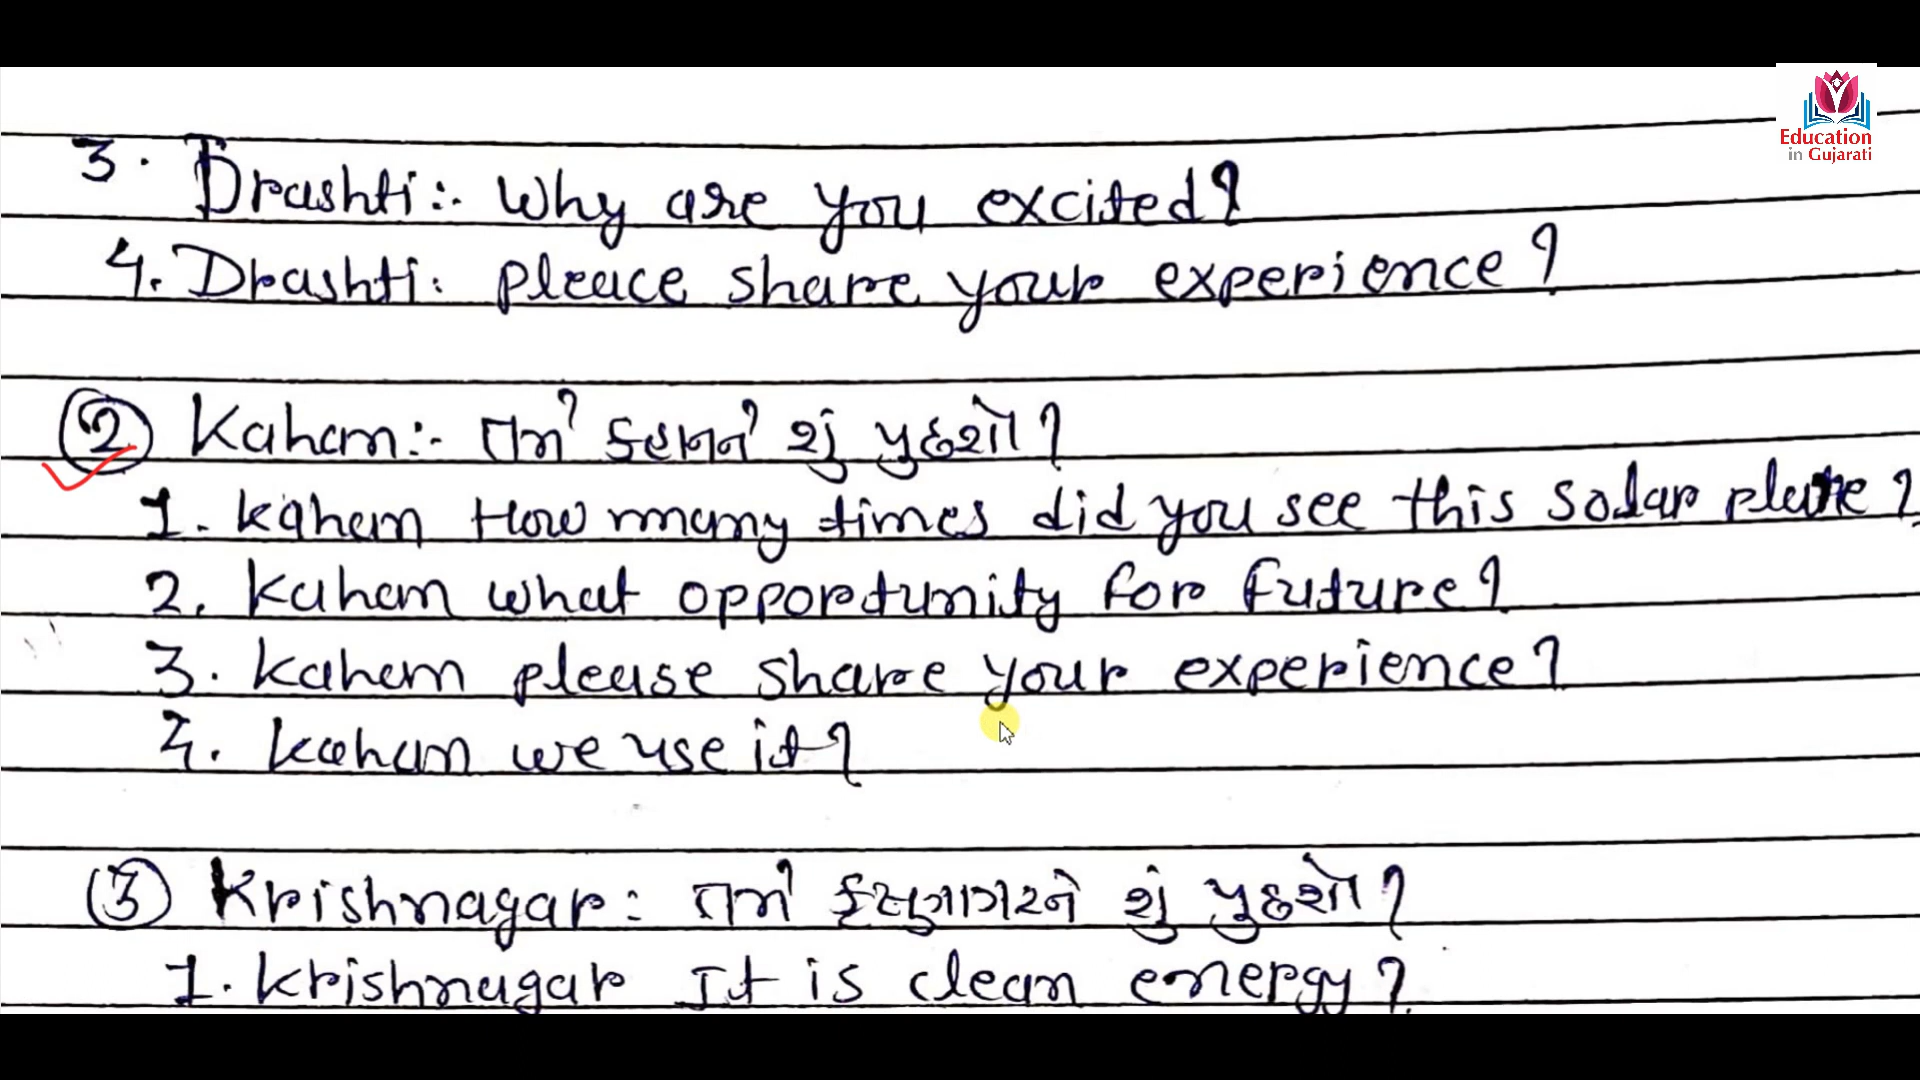 Education
in Gujarati
3. Drashti:- Why are you excited?
4. Drashti: pleace share your experience?
② Kahan:- તમે કહાનને શું પુછશો?
1. Kahan How many times did you see this solar plate?
2. Kahan what opportunity for future?
3. Kahan please share your experience?
4. Kahan we use it?
③ Krishnagar: તમે શું પુછશો?
1. Krishnagar It is clean energy?